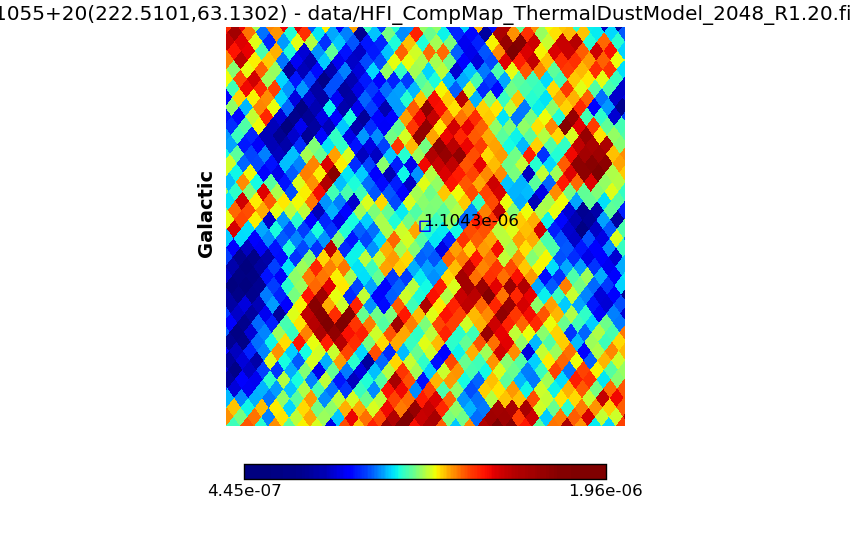 1055+20(222.5101,63.1302) - data/HFI_CompMap_ThermalDustModel_2048_R1.20.fi
Galactic
1.1043e-06
4.45e-07
1.96e-06